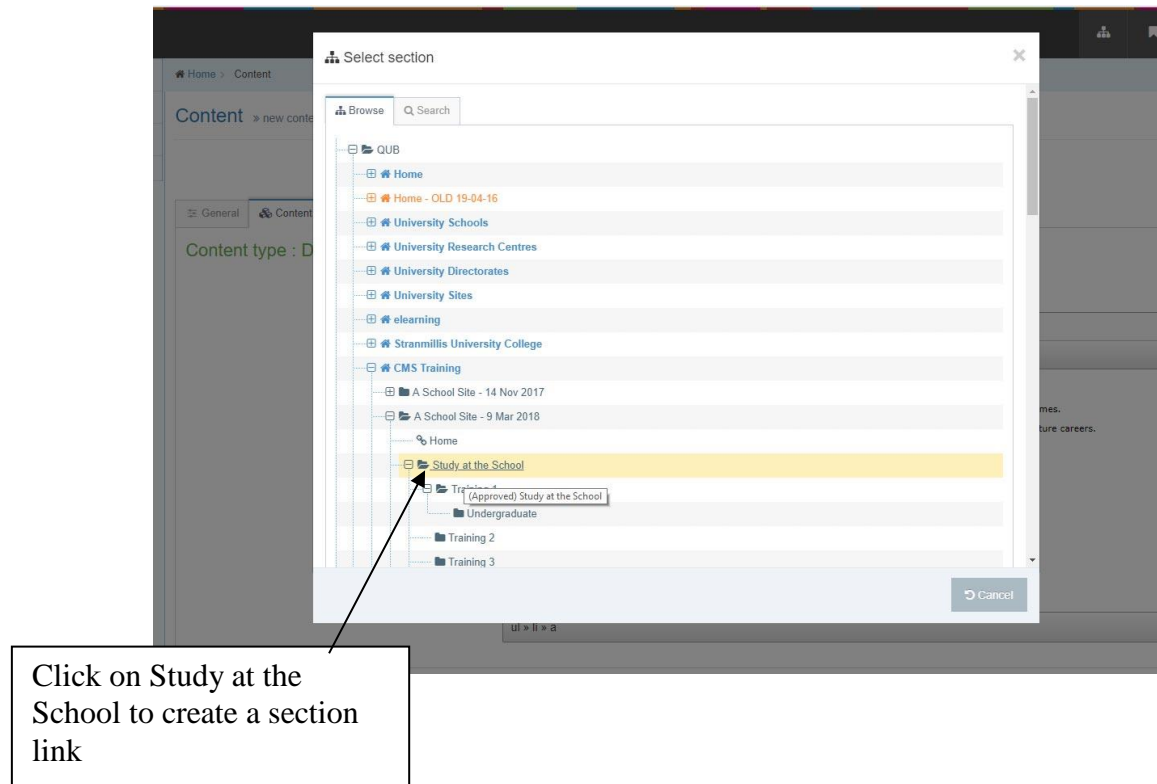 Select section
Home > Content
Content » new conte
Browse
Search
QUB
Home
Home - OLD 19-04-16
General
Content
University Schools
Content type : D
University Research Centres
University Directorates
University Sites
elearning
Stranmillis University College
CMS Training
A School Site - 14 Nov 2017
A School Site - 9 Mar 2018
mes.
ture careers.
Home
Study at the School
(Approved) Study at the School
Undergraduate
Training 2
Training 3
Cancel
ul » li » a
Click on Study at the
School to create a section
link